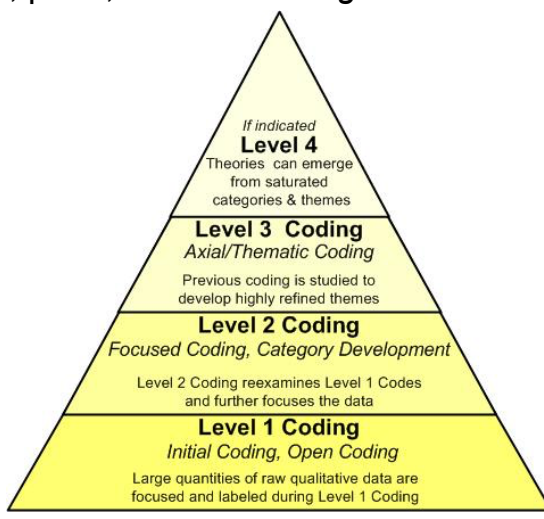 If indicated
Level 4
Theories can emerge
from saturated
categories & themes
Level 3 Coding
Axial/Thematic Coding
Previous coding is studied to
develop highly refined themes
Level 2 Coding
Focused Coding, Category Development
Level 2 Coding reexamines Level 1 Codes
and further focuses the data
Level 1 Coding
Initial Coding, Open Coding
Large quantities of raw qualitative data are
focused and labeled during Level 1 Coding